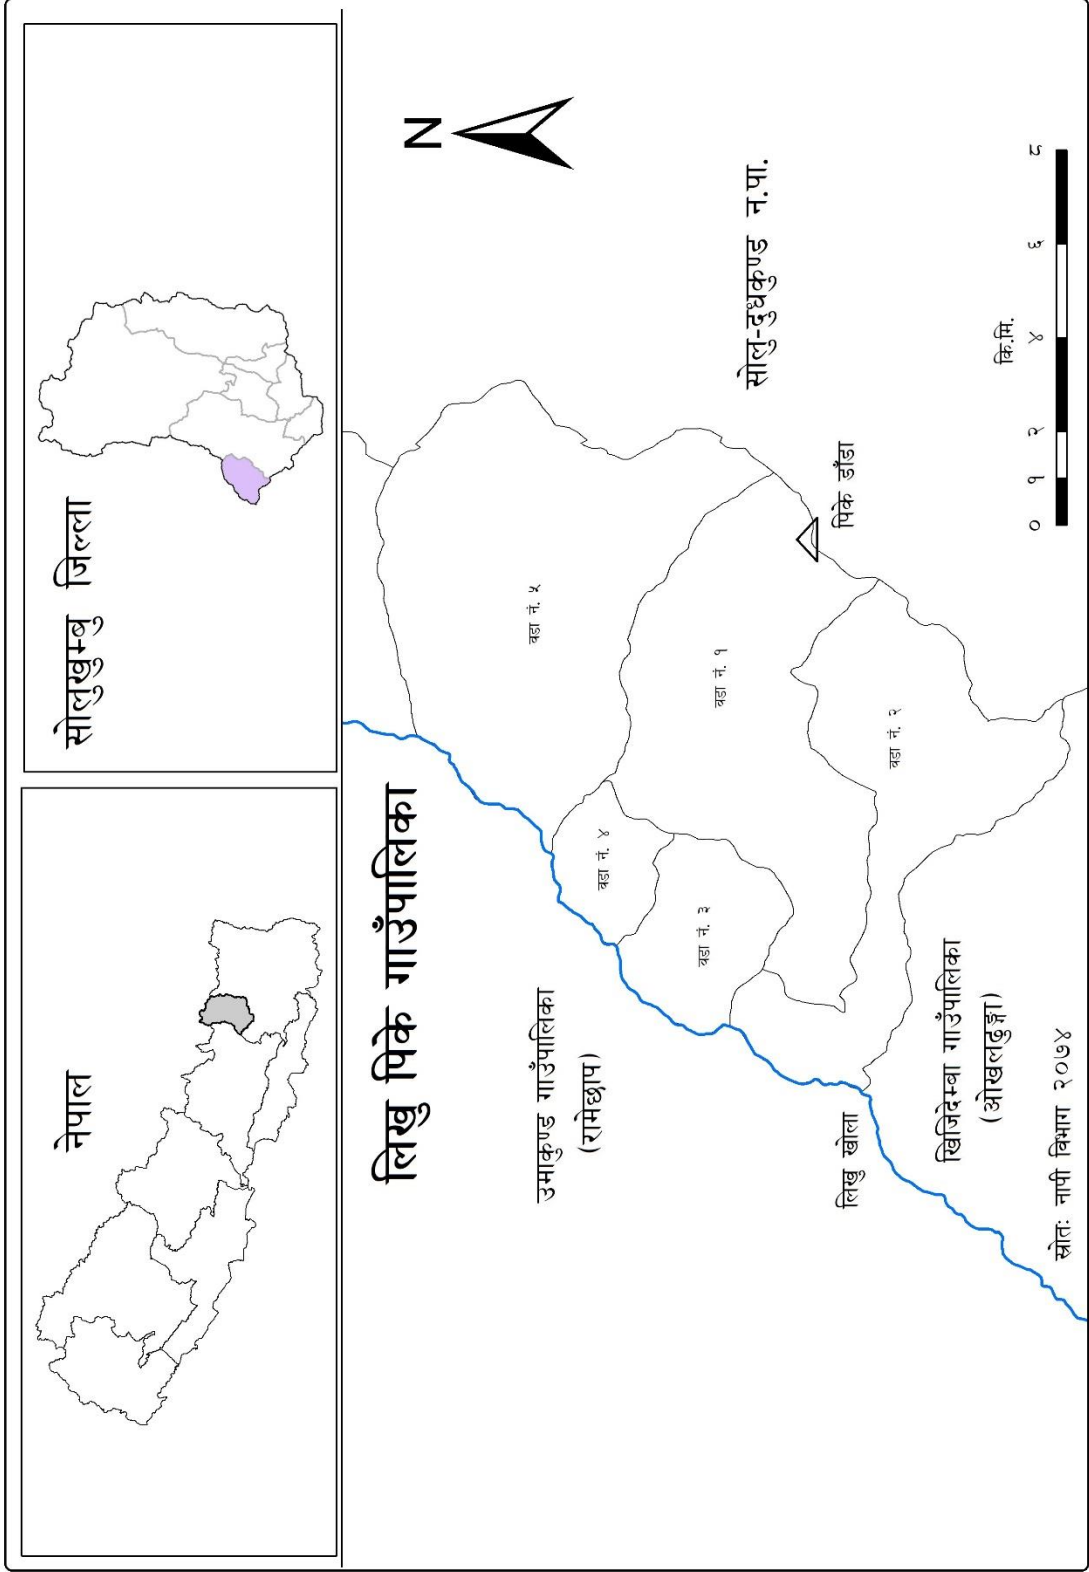 नेपाल
सोलुखुम्बु जिल्ला
लिखु पिके गाउँपालिका
N
उमाकुण्ड गाउँपालिका
(रामेछाप)
सोलु-दुधकुण्ड न.पा.
वडा नं. ५
वडा नं. ४
वडा नं. ३
वडा नं. १
वडा नं. २
पिके डाँडा
लिखु खोला
खिजिदेम्बा गाउँपालिका
(ओखलढुङ्गा)
कि.मि.
० १ २ ४ ६ ८
स्रोतः नापी विभाग २०७४